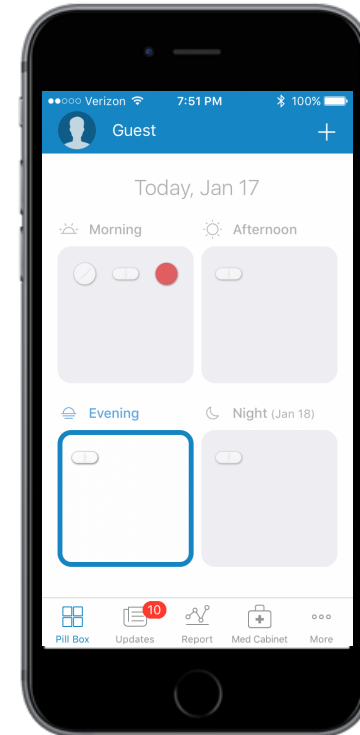 Verizon 7:51 PM 100%
Guest
Today, Jan 17
Morning
Afternoon
Evening
Night (Jan 18)
10
Pill Box Updates Report Med Cabinet More